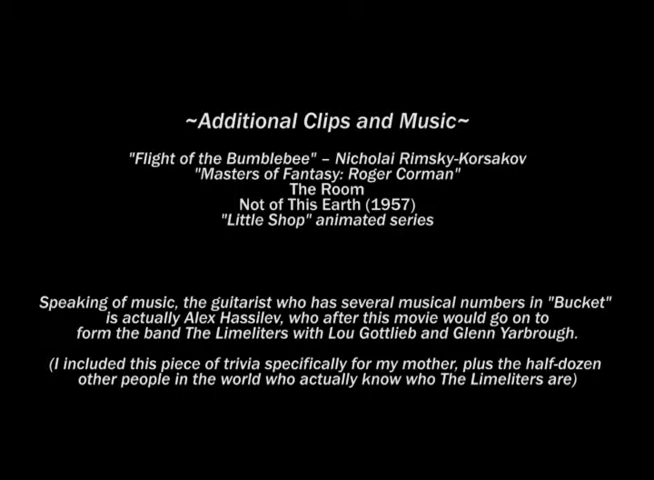 ~Additional Clips and Music~
"Flight of the Bumblebee" – Nicholai Rimsky-Korsakov
"Masters of Fantasy: Roger Corman"
The Room
Not of This Earth (1957)
"Little Shop" animated series
Speaking of music, the guitarist who has several musical numbers in "Bucket"
is actually Alex Hassilev, who after this movie would go on to
form the band The Limeliters with Lou Gottlieb and Glenn Yarbrough.
(I included this piece of trivia specifically for my mother, plus the half-dozen
other people in the world who actually know who The Limeliters are)